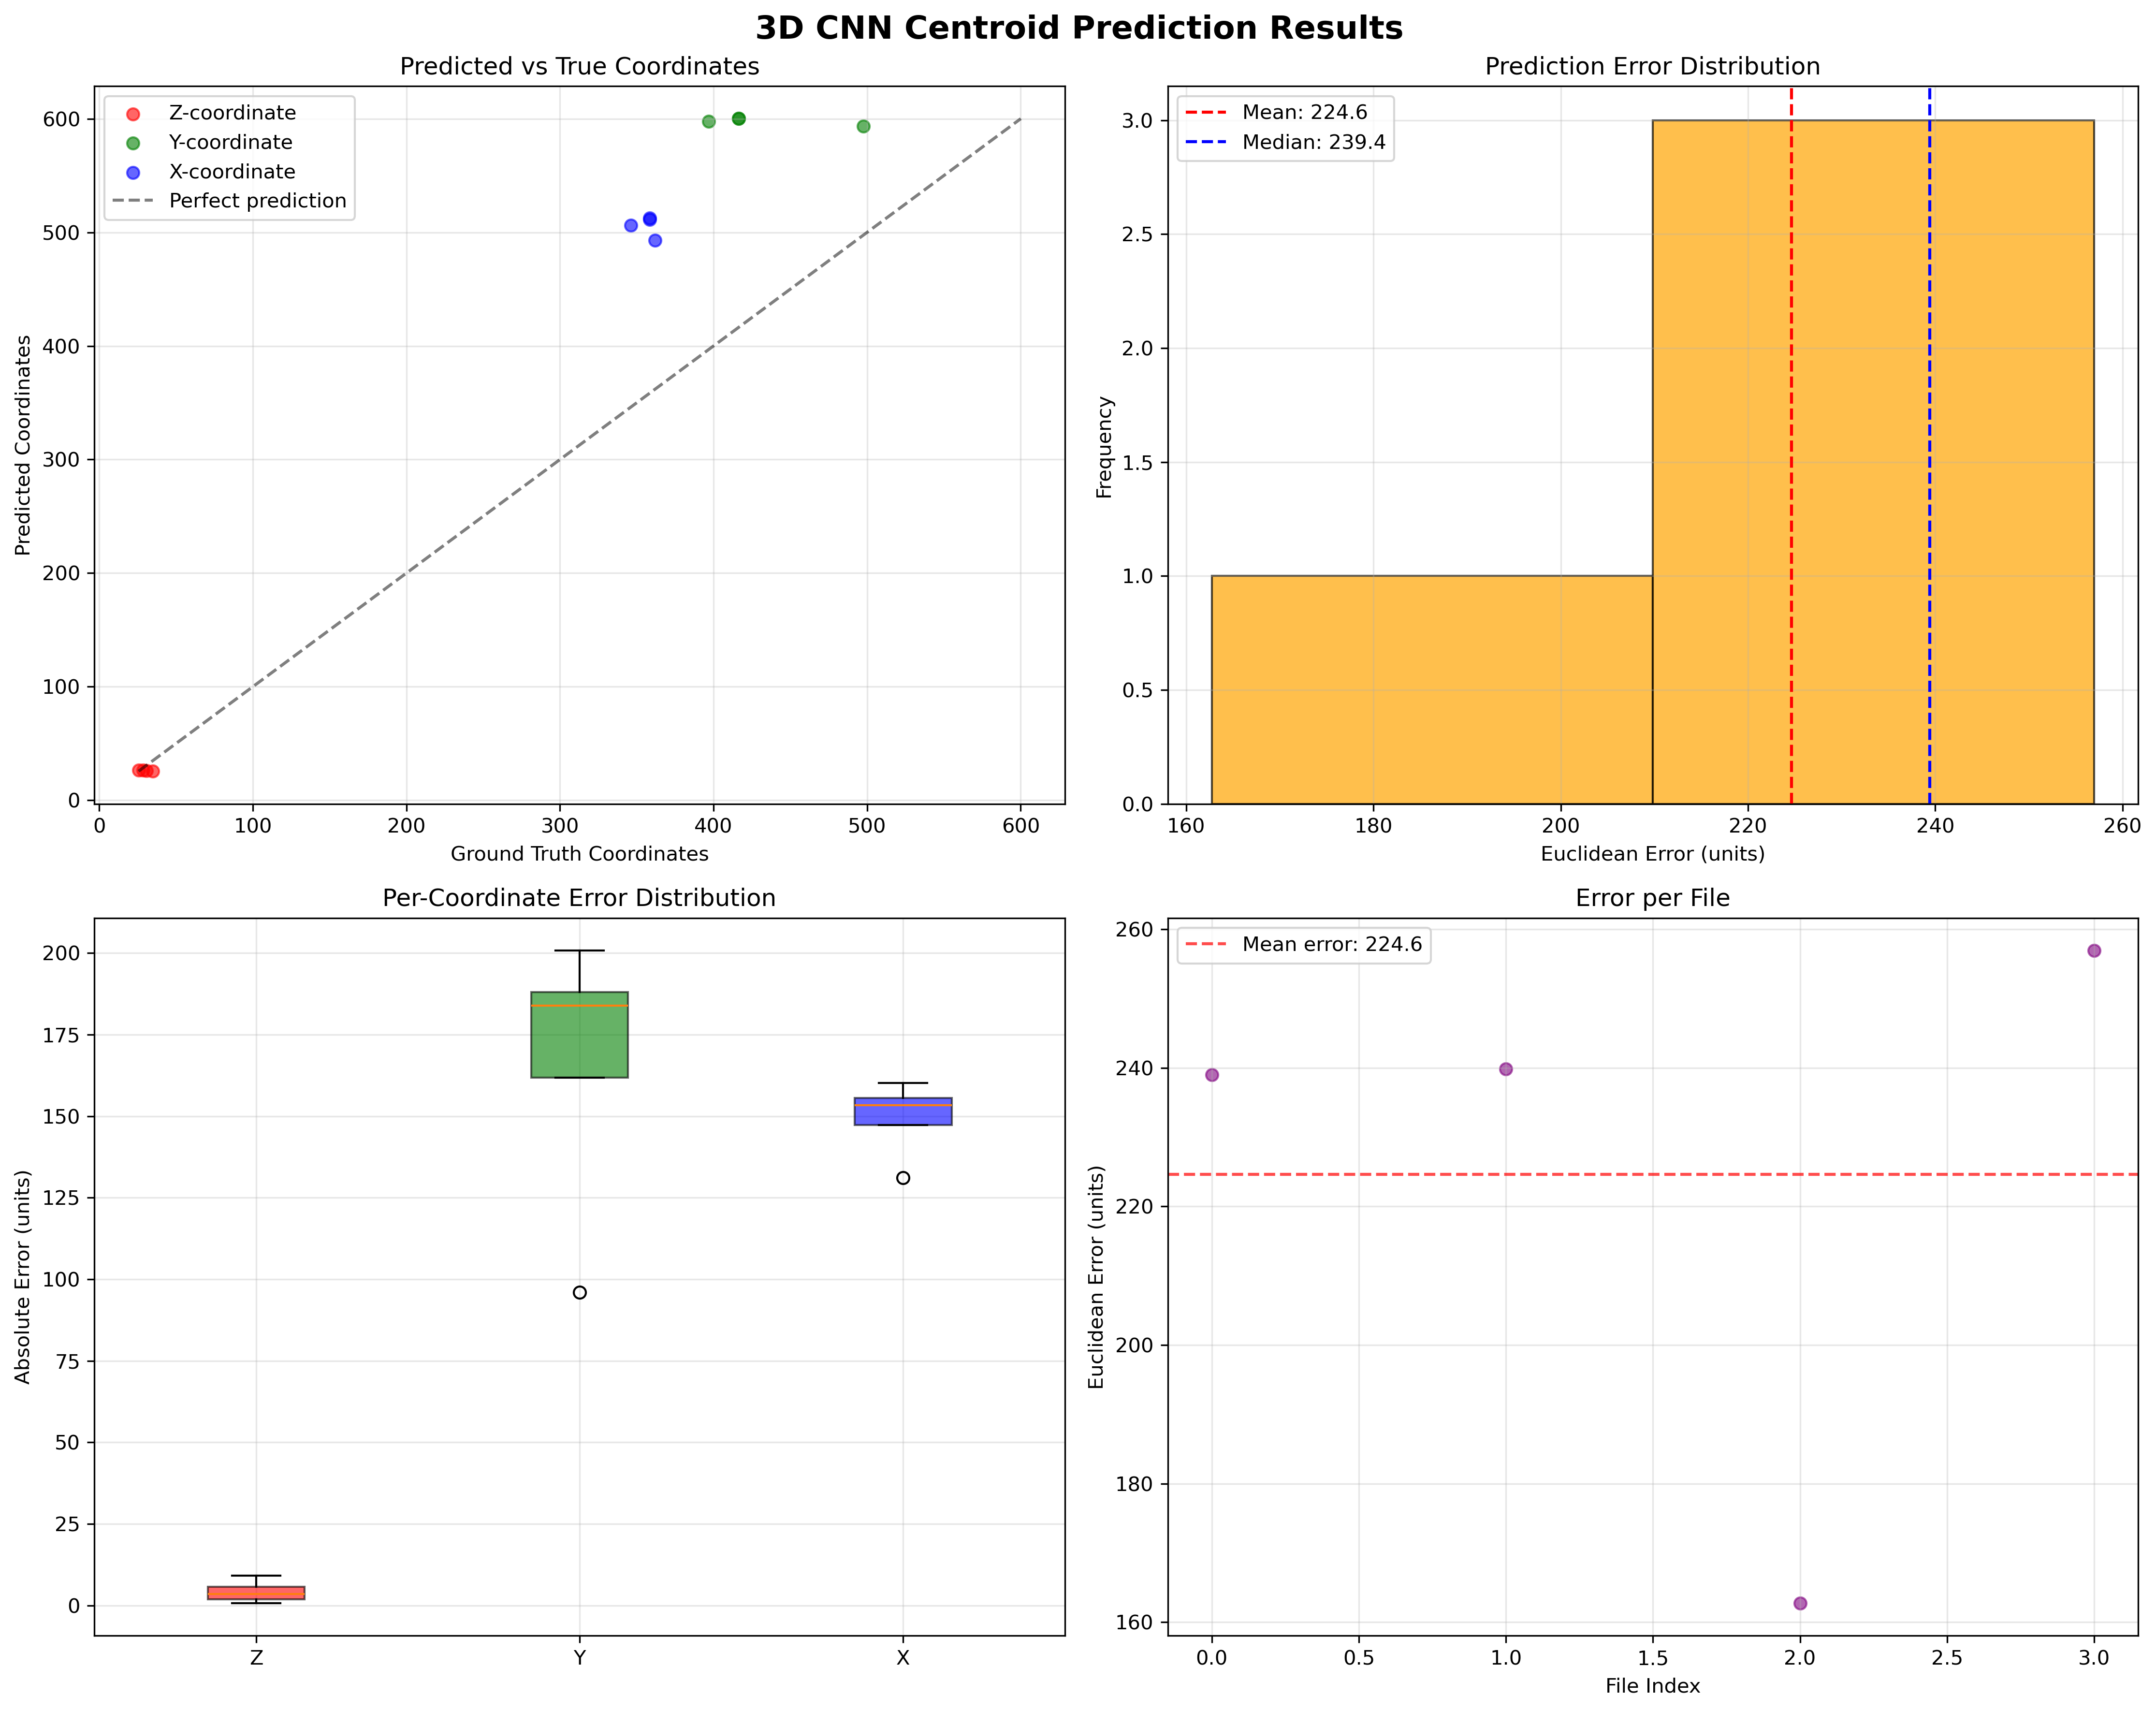 3D CNN Centroid Prediction Results
Predicted vs True Coordinates
Z-coordinate
Y-coordinate
X-coordinate
Perfect prediction
600
500
400
300
200
100
0
Predicted Coordinates
0 100 200 300 400 500 600
Ground Truth Coordinates
Prediction Error Distribution
Mean: 224.6
Median: 239.4
3.0
2.5
2.0
1.5
1.0
0.5
0.0
Frequency
160 180 200 220 240 260
Euclidean Error (units)
Per-Coordinate Error Distribution
200
175
150
125
100
75
50
25
0
Absolute Error (units)
Z Y X
Error per File
Mean error: 224.6
260
240
220
200
180
160
Euclidean Error (units)
0.0 0.5 1.0 1.5 2.0 2.5 3.0
File Index